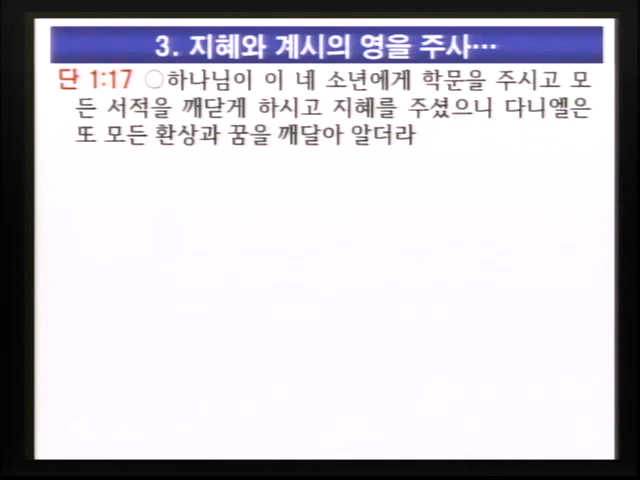 3. 지혜와 계시의 영을 주사…
단 1:17 ○하나님이 이 네 소년에게 학문을 주시고 모
든 서적을 깨닫게 하시고 지혜를 주셨으니 다니엘은
또 모든 환상과 꿈을 깨달아 알더라